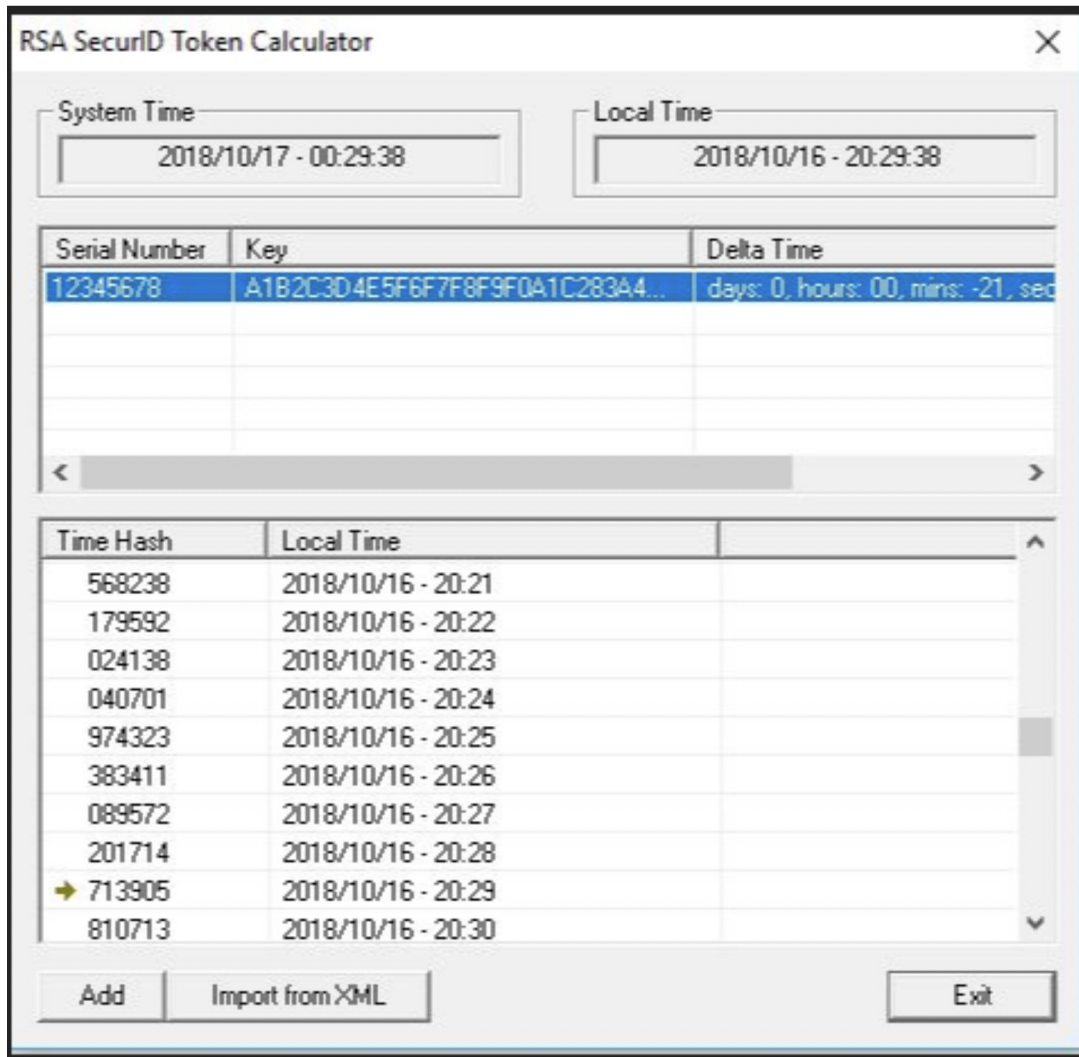 RSA SecurID Token Calculator
System Time
2018/10/17 - 00:29:38
Local Time
2018/10/16 - 20:29:38
Serial Number Key Delta Time
12345678 A1B2C3D4E5F6F7F8F9F0A1C283A4... days: 0, hours: 00, mins: -21, sec
Time Hash Local Time
568238 2018/10/16 - 20:21
179592 2018/10/16 - 20:22
024138 2018/10/16 - 20:23
040701 2018/10/16 - 20:24
974323 2018/10/16 - 20:25
383411 2018/10/16 - 20:26
089572 2018/10/16 - 20:27
201714 2018/10/16 - 20:28
713905 2018/10/16 - 20:29
810713 2018/10/16 - 20:30
Add Import from XML Exit